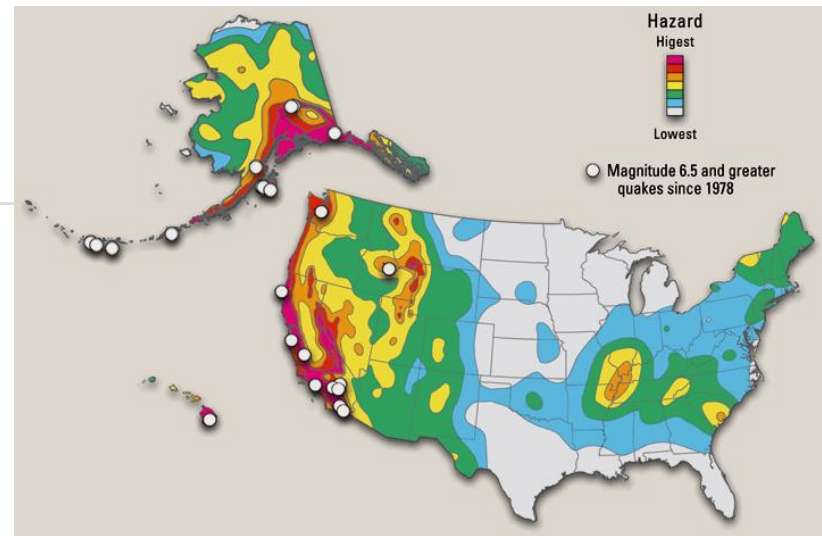 Hazard
Higest
Lowest
Magnitude 6.5 and greater
quakes since 1978